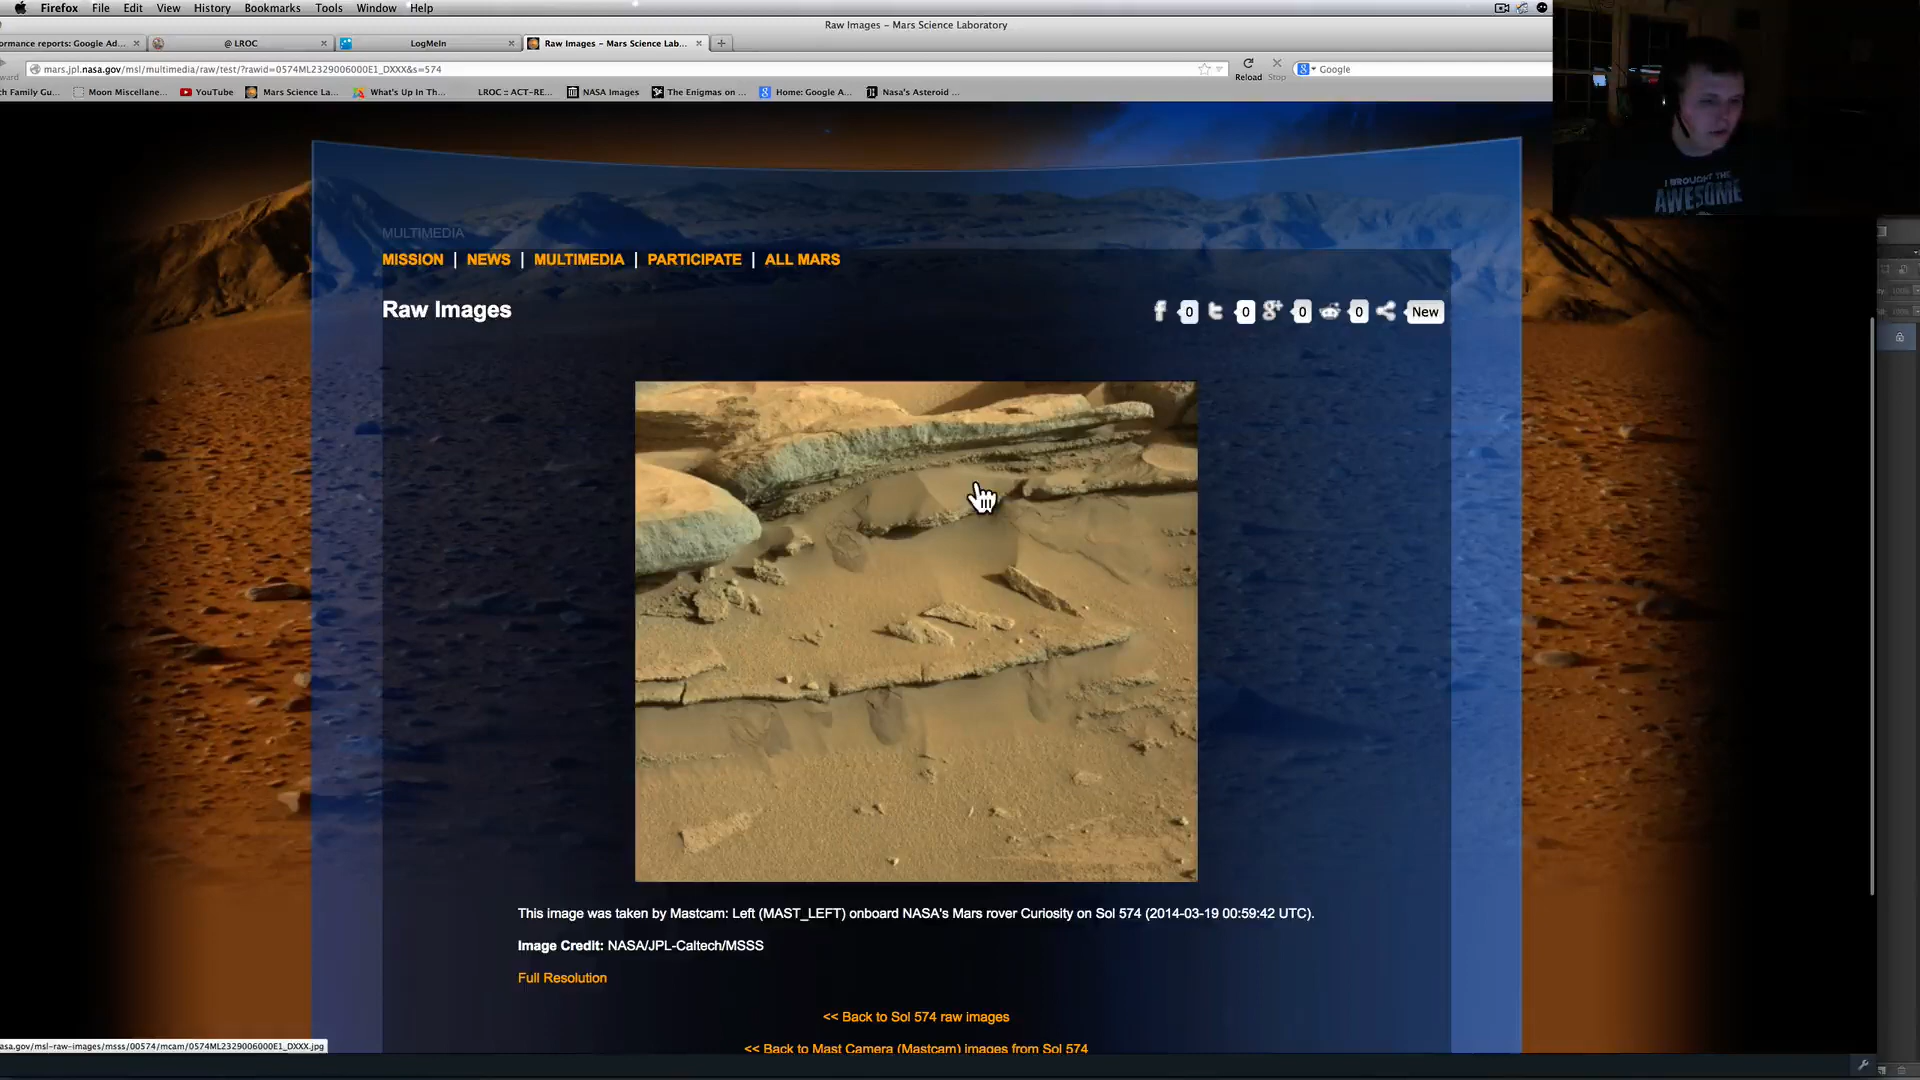 Firefox File Edit View History Bookmarks Tools Window Help
Raw Images – Mars Science Laboratory
ormance reports: Google Ad...
@ LROC
LogMeIn
Raw Images – Mars Science Lab...
mars.jpl.nasa.gov/msl/multimedia/raw/test/?rawid=0574ML2329006000E1_DXXX&s=574
Reload
Stop
Google
th Family Gu...
Moon Miscellane...
YouTube
Mars Science La...
What's Up In Th...
LROC :: ACT-RE...
NASA Images
The Enigmas on ...
Home: Google A...
Nasa's Asteroid ...
I BROUGHT THE
AWESOME
MULTIMEDIA
MISSION | NEWS | MULTIMEDIA | PARTICIPATE | ALL MARS
Raw Images
0 0 0 0 New
This image was taken by Mastcam: Left (MAST_LEFT) onboard NASA's Mars rover Curiosity on Sol 574 (2014-03-19 00:59:42 UTC).
Image Credit: NASA/JPL-Caltech/MSSS
Full Resolution
<< Back to Sol 574 raw images
<< Back to Mast Camera (Mastcam) images from Sol 574
asa.gov/msl-raw-images/msss/00574/mcam/0574ML2329006000E1_DXXX.jpg